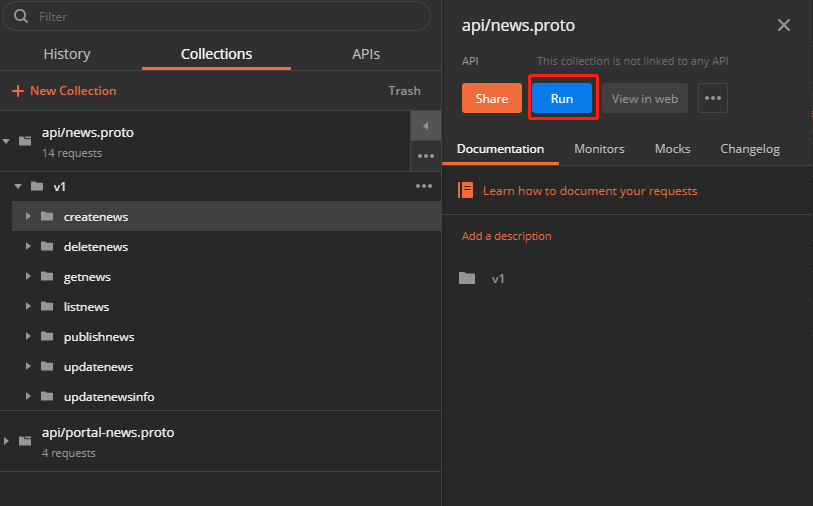 Filter
History Collections APIs
+ New Collection Trash
api/news.proto
14 requests
v1
createnews
deletenews
getnews
listnews
publishnews
updatenews
updatenewsinfo
api/portal-news.proto
4 requests
api/news.proto
API This collection is not linked to any API
Share Run View in web
Documentation Monitors Mocks Changelog
Learn how to document your requests
Add a description
v1